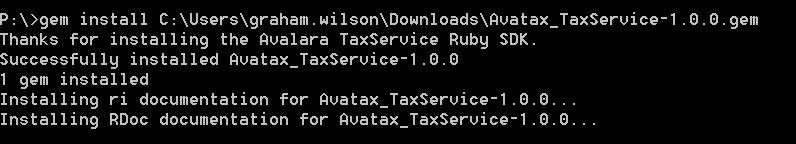 P:\>gem install C:\Users\graham.wilson\Downloads\Avatax_TaxService-1.0.0.gem
Thanks for installing the Avalara TaxService Ruby SDK.
Successfully installed Avatax_TaxService-1.0.0
1 gem installed
Installing ri documentation for Avatax_TaxService-1.0.0...
Installing RDoc documentation for Avatax_TaxService-1.0.0...